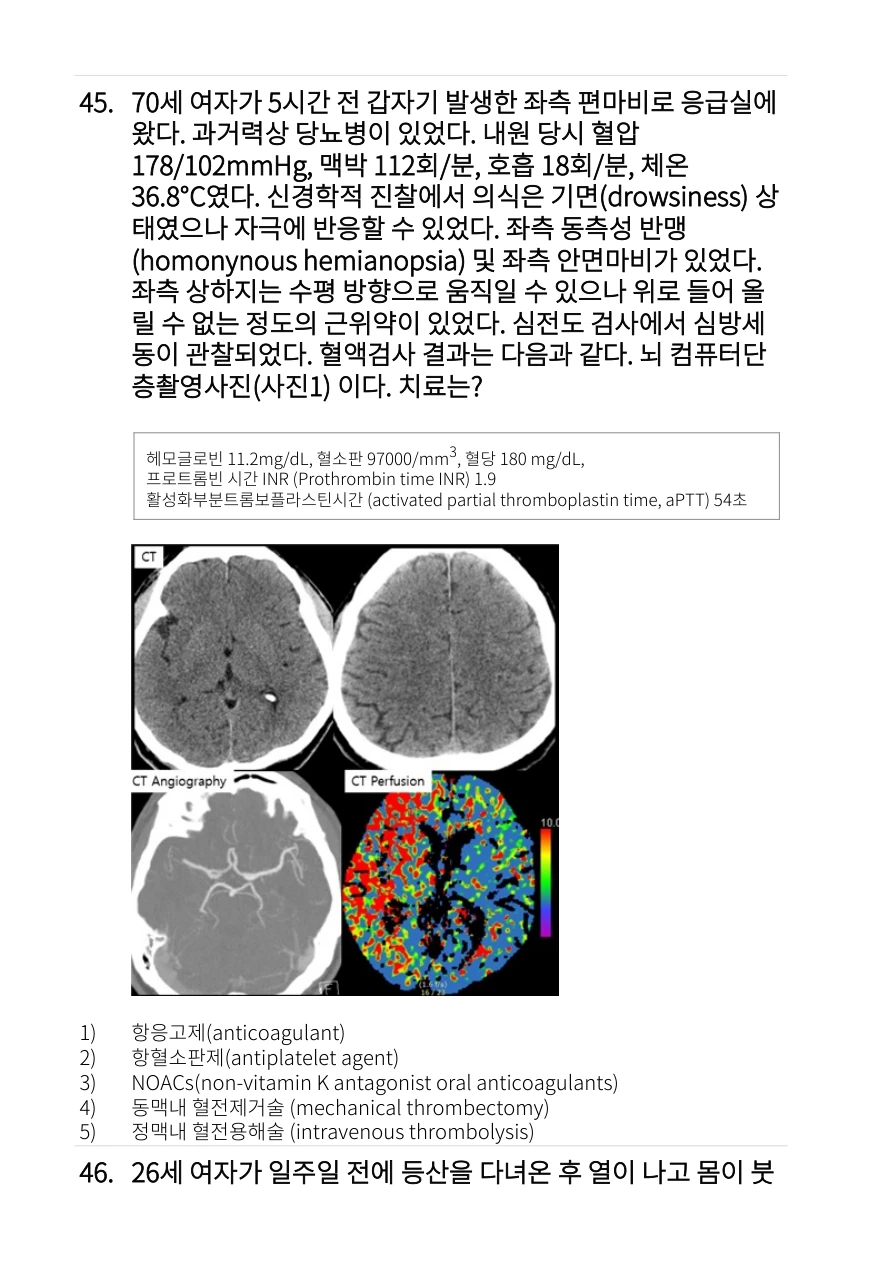 45. 70세 여자가 5시간 전 갑자기 발생한 좌측 편마비로 응급실에
왔다. 과거력상 당뇨병이 있었다. 내원 당시 혈압
178/102mmHg, 맥박 112회/분, 호흡 18회/분, 체온
36.8°C였다. 신경학적 진찰에서 의식은 기면(drowsiness) 상
태였으나 자극에 반응할 수 있었다. 좌측 동측성 반맹
(homonynous hemianopsia) 및 좌측 안면마비가 있었다.
좌측 상하지는 수평 방향으로 움직일 수 있으나 위로 들어 올
릴 수 없는 정도의 근위약이 있었다. 심전도 검사에서 심방세
동이 관찰되었다. 혈액검사 결과는 다음과 같다. 뇌 컴퓨터단
층촬영사진(사진1) 이다. 치료는?
헤모글로빈 11.2mg/dL, 혈소판 97000/mm3, 혈당 180 mg/dL,
프로트롬빈 시간 INR (Prothrombin time INR) 1.9
활성화부분트롬보플라스틴시간 (activated partial thromboplastin time, aPTT) 54초
CT
CT Angiography
CT Perfusion
10.0
(1.6 f/s)
16 / 23
F
1) 항응고제(anticoagulant)
2) 항혈소판제(antiplatelet agent)
3) NOACs(non-vitamin K antagonist oral anticoagulants)
4) 동맥내 혈전제거술 (mechanical thrombectomy)
5) 정맥내 혈전용해술 (intravenous thrombolysis)
46. 26세 여자가 일주일 전에 등산을 다녀온 후 열이 나고 몸이 붓